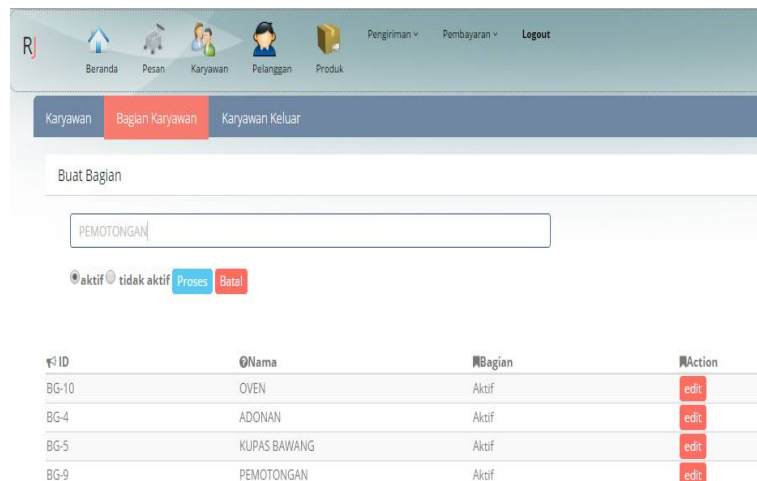 RJ Beranda Pesan Karyawan Pelanggan Produk Pengiriman Pembayaran Logout
Karyawan Bagian Karyawan Karyawan Keluar
Buat Bagian
PEMOTONGAN
aktif tidak aktif Proses Batal
ID Nama Bagian Action
BG-10 OVEN Aktif edit
BG-4 ADONAN Aktif edit
BG-5 KUPAS BAWANG Aktif edit
BG-9 PEMOTONGAN Aktif edit